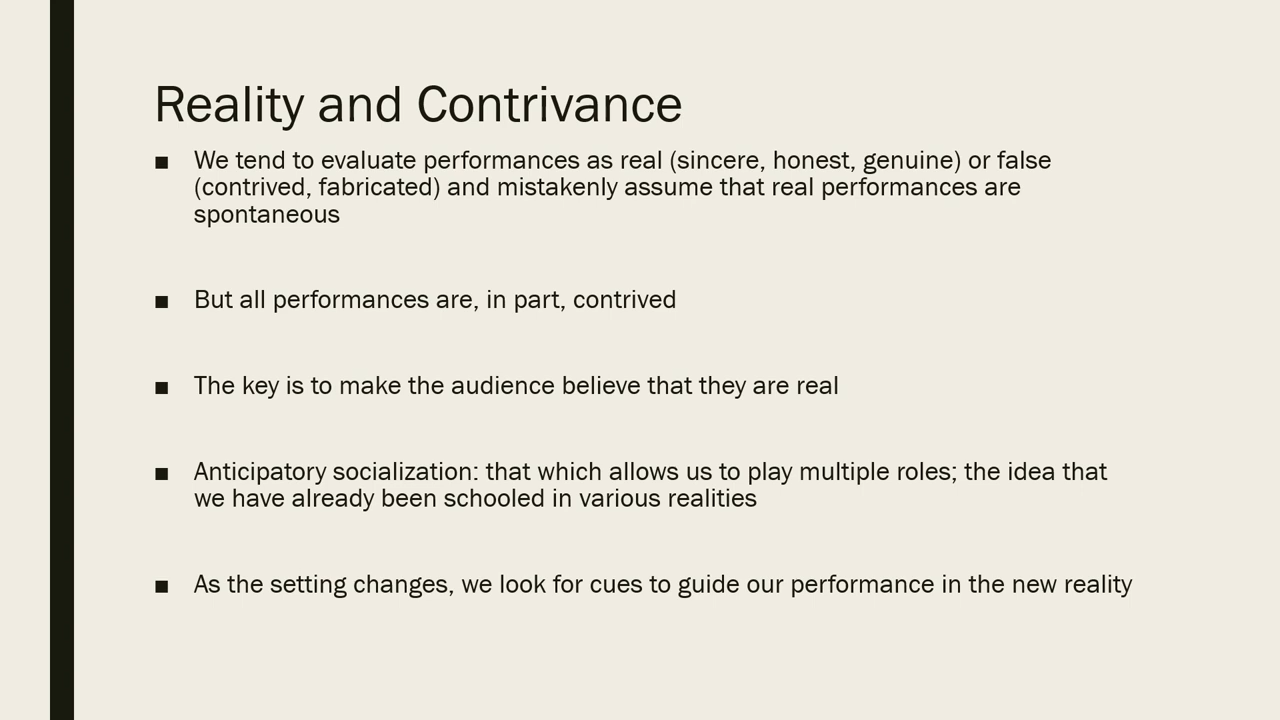 Reality and Contrivance
■ We tend to evaluate performances as real (sincere, honest, genuine) or false
(contrived, fabricated) and mistakenly assume that real performances are
spontaneous
■ But all performances are, in part, contrived
■ The key is to make the audience believe that they are real
■ Anticipatory socialization: that which allows us to play multiple roles; the idea that
we have already been schooled in various realities
■ As the setting changes, we look for cues to guide our performance in the new reality